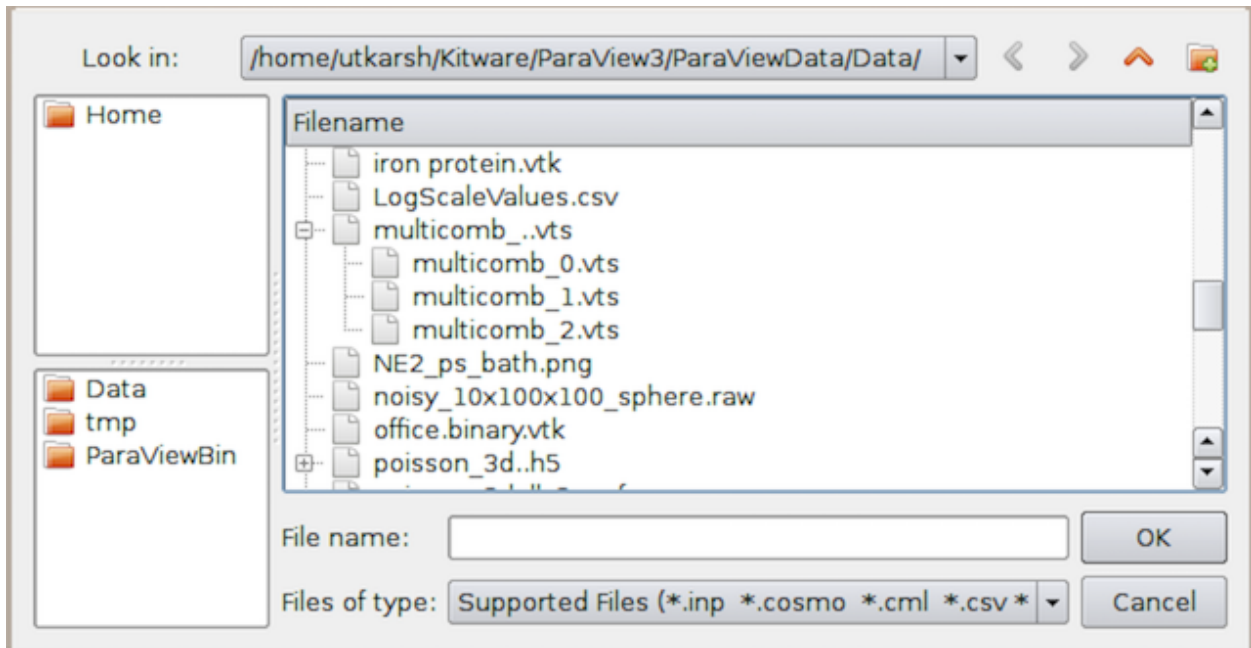 Look in: /home/utkarsh/Kitware/ParaView3/ParaViewData/Data/
Home
Data
tmp
ParaViewBin
Filename
iron protein.vtk
LogScaleValues.csv
multicomb_..vts
multicomb_0.vts
multicomb_1.vts
multicomb_2.vts
NE2_ps_bath.png
noisy_10x100x100_sphere.raw
office.binary.vtk
poisson_3d..h5
File name:
OK
Files of type: Supported Files (*.inp *.cosmo *.cml *.csv *
Cancel